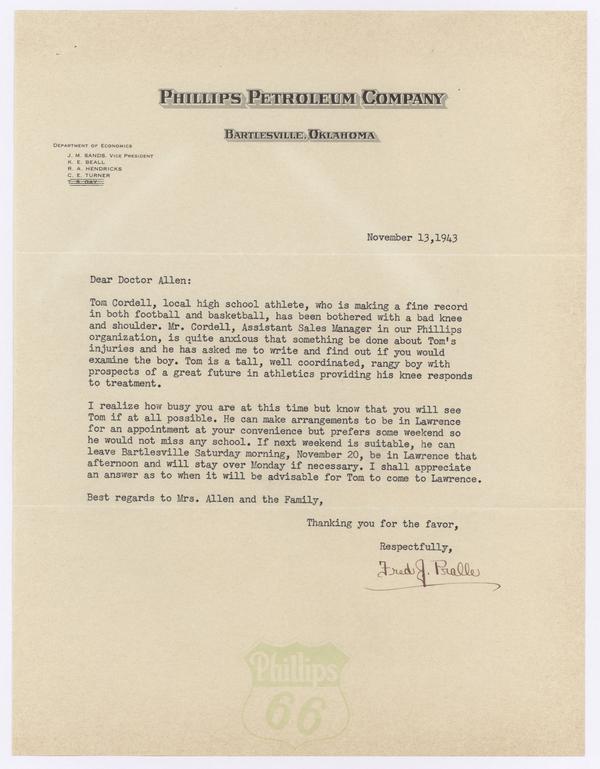 PHILLIPS PETROLEUM COMPANY
BARTLESVILLE, OKLAHOMA
DEPARTMENT OF ECONOMICS
J. M. SANDS, VICE PRESIDENT
K. E. BEALL
R. A. HENDRICKS
C. E. TURNER
November 13,1943
Dear Doctor Allen:
Tom Cordell, local high school athlete, who is making a fine record
in both football and basketball, has been bothered with a bad knee
and shoulder. Mr. Cordell, Assistant Sales Manager in our Phillips
organization, is quite anxious that something be done about Tom's
injuries and he has asked me to write and find out if you would
examine the boy. Tom is a tall, well coordinated, rangy boy with
prospects of a great future in athletics providing his knee responds
to treatment.
I realize how busy you are at this time but know that you will see
Tom if at all possible. He can make arrangements to be in Lawrence
for an appointment at your convenience but prefers some weekend so
he would not miss any school. If next weekend is suitable, he can
leave Bartlesville Saturday morning, November 20, be in Lawrence that
afternoon and will stay over Monday if necessary. I shall appreciate
an answer as to when it will be advisable for Tom to come to Lawrence.
Best regards to Mrs. Allen and the Family,
Thanking you for the favor,
Respectfully,
Fred J. Pralle
Phillips
66